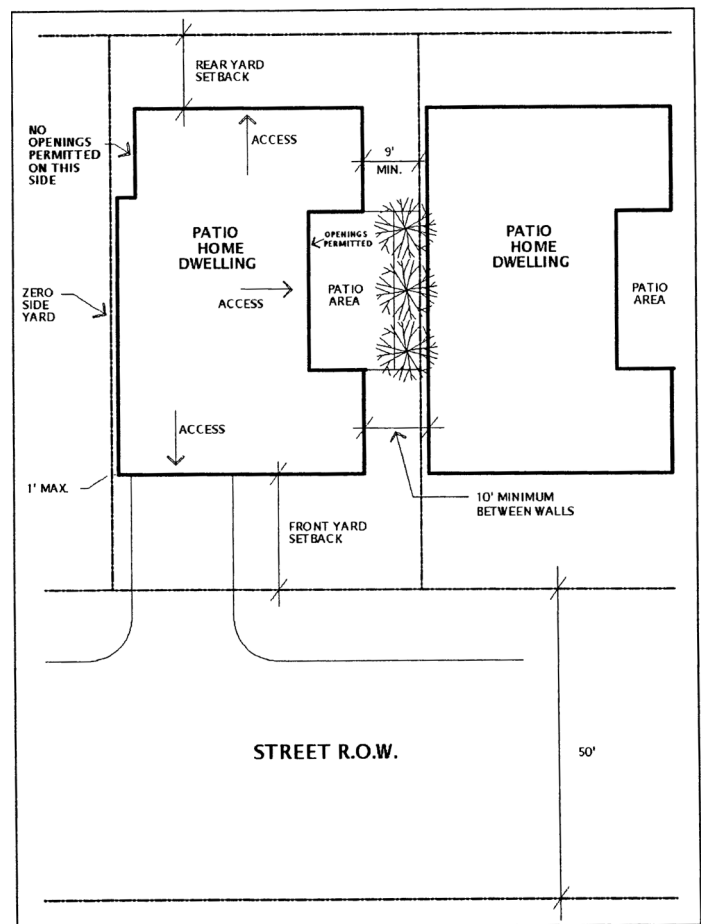 REAR YARD
SETBACK
NO
OPENINGS
PERMITTED
ON THIS
SIDE
ACCESS
9'
MIN.
PATIO
HOME
DWELLING
OPENINGS
PERMITTED
PATIO
HOME
DWELLING
ZERO
SIDE
YARD
ACCESS
PATIO
AREA
PATIO
AREA
ACCESS
1' MAX.
10' MINIMUM
BETWEEN WALLS
FRONT YARD
SETBACK
STREET R.O.W.
50'